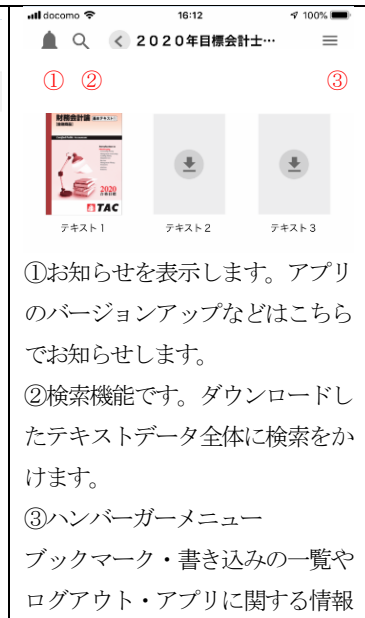 docomo 16:12 100%
2020年目標会計士…
① ② ③
財務会計論
2020
TAC
テキスト1 テキスト2 テキスト3
①お知らせを表示します。アプリ
のバージョンアップなどはこちら
でお知らせします。
②検索機能です。ダウンロードし
たテキストデータ全体に検索をか
けます。
③ハンバーガーメニュー
ブックマーク・書き込みの一覧や
ログアウト・アプリに関する情報